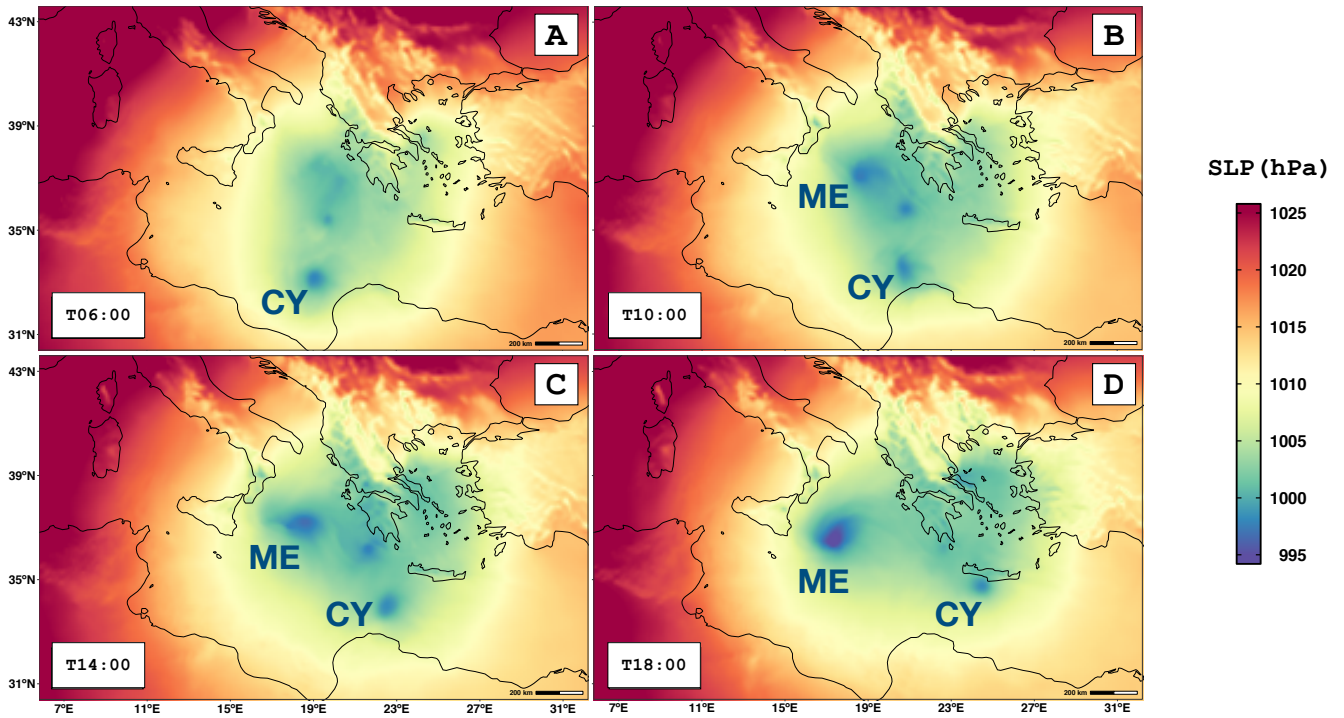 43°N
39°N
35°N
31°N
A
CY
T06:00
200 km
B
ME
CY
T10:00
200 km
43°N
39°N
35°N
31°N
C
ME
CY
T14:00
200 km
D
ME
CY
T18:00
200 km
7°E 11°E 15°E 19°E 23°E 27°E 31°E
7°E 11°E 15°E 19°E 23°E 27°E 31°E
SLP(hPa)
1025
1020
1015
1010
1005
1000
995